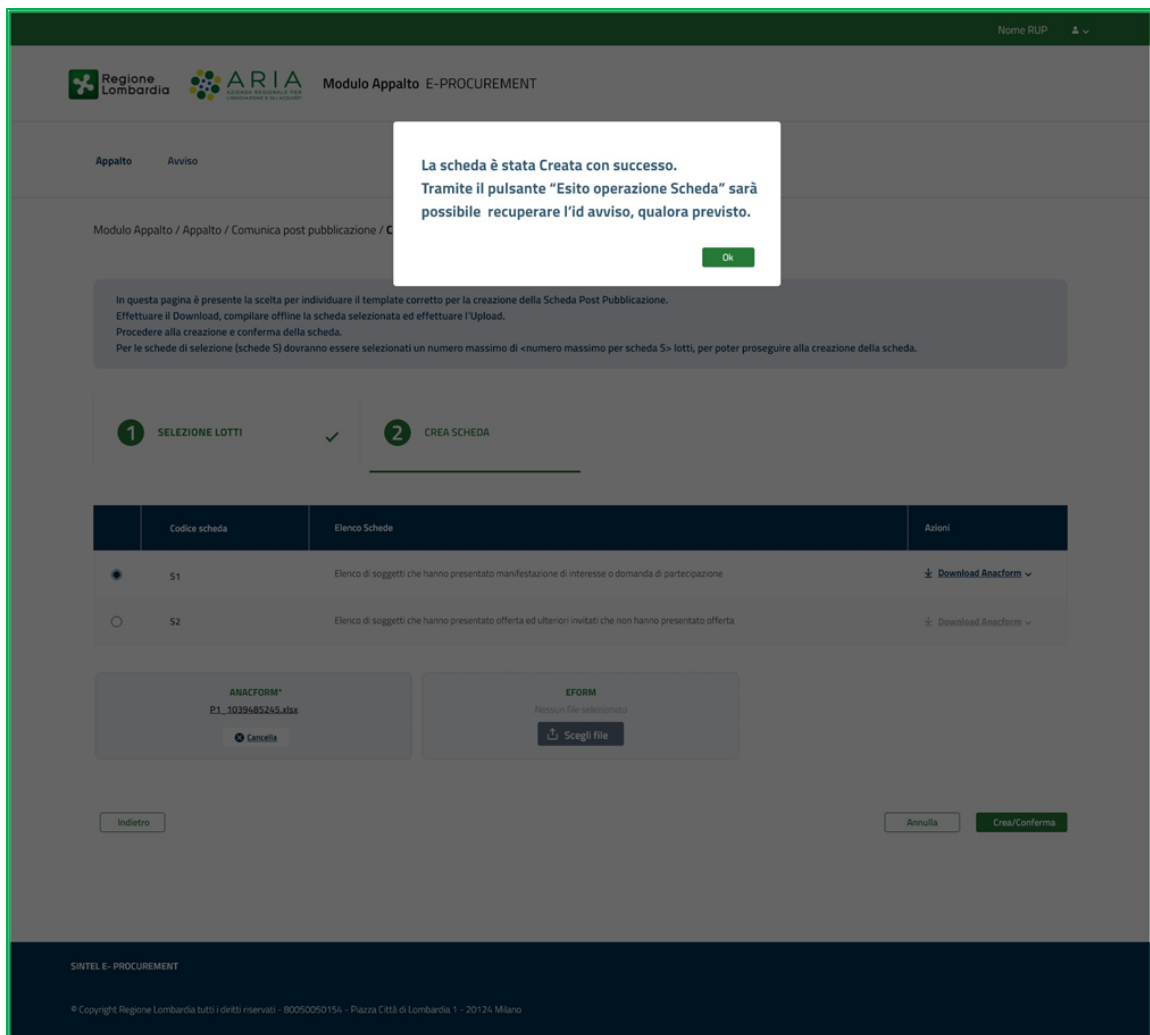 Nome RUP
Regione
Lombardia
ARIA
AZIENDA REGIONALE PER
L'INNOVAZIONE E GLI ACQUISTI
Modulo Appalto E-PROCUREMENT
Appalto Avviso
La scheda è stata Creata con successo.
Tramite il pulsante “Esito operazione Scheda” sarà
possibile recuperare l’id avviso, qualora previsto.
Ok
Modulo Appalto / Appalto / Comunica post pubblicazione / C
In questa pagina è presente la scelta per individuare il template corretto per la creazione della Scheda Post Pubblicazione.
Effettuare il Download, compilare offline la scheda selezionata ed effettuare l'Upload.
Procedere alla creazione e conferma della scheda.
Per le schede di selezione (schede S) dovranno essere selezionati un numero massimo di <numero massimo per scheda S> lotti, per poter proseguire alla creazione della scheda.
1 SELEZIONE LOTTI
2 CREA SCHEDA
Codice scheda Elenco Schede Azioni
S1 Elenco di soggetti che hanno presentato manifestazione di interesse o domanda di partecipazione Download Anacform
S2 Elenco di soggetti che hanno presentato offerta ed ulteriori invitati che non hanno presentato offerta Download Anacform
ANACFORM*
P1_1039485245.xlsx
Cancella
EFORM
Nessun file selezionato
Scegli file
Indietro Annulla Crea/Conferma
SINTEL E- PROCUREMENT
© Copyright Regione Lombardia tutti i diritti riservati - 80050050154 - Piazza Città di Lombardia 1 - 20124 Milano